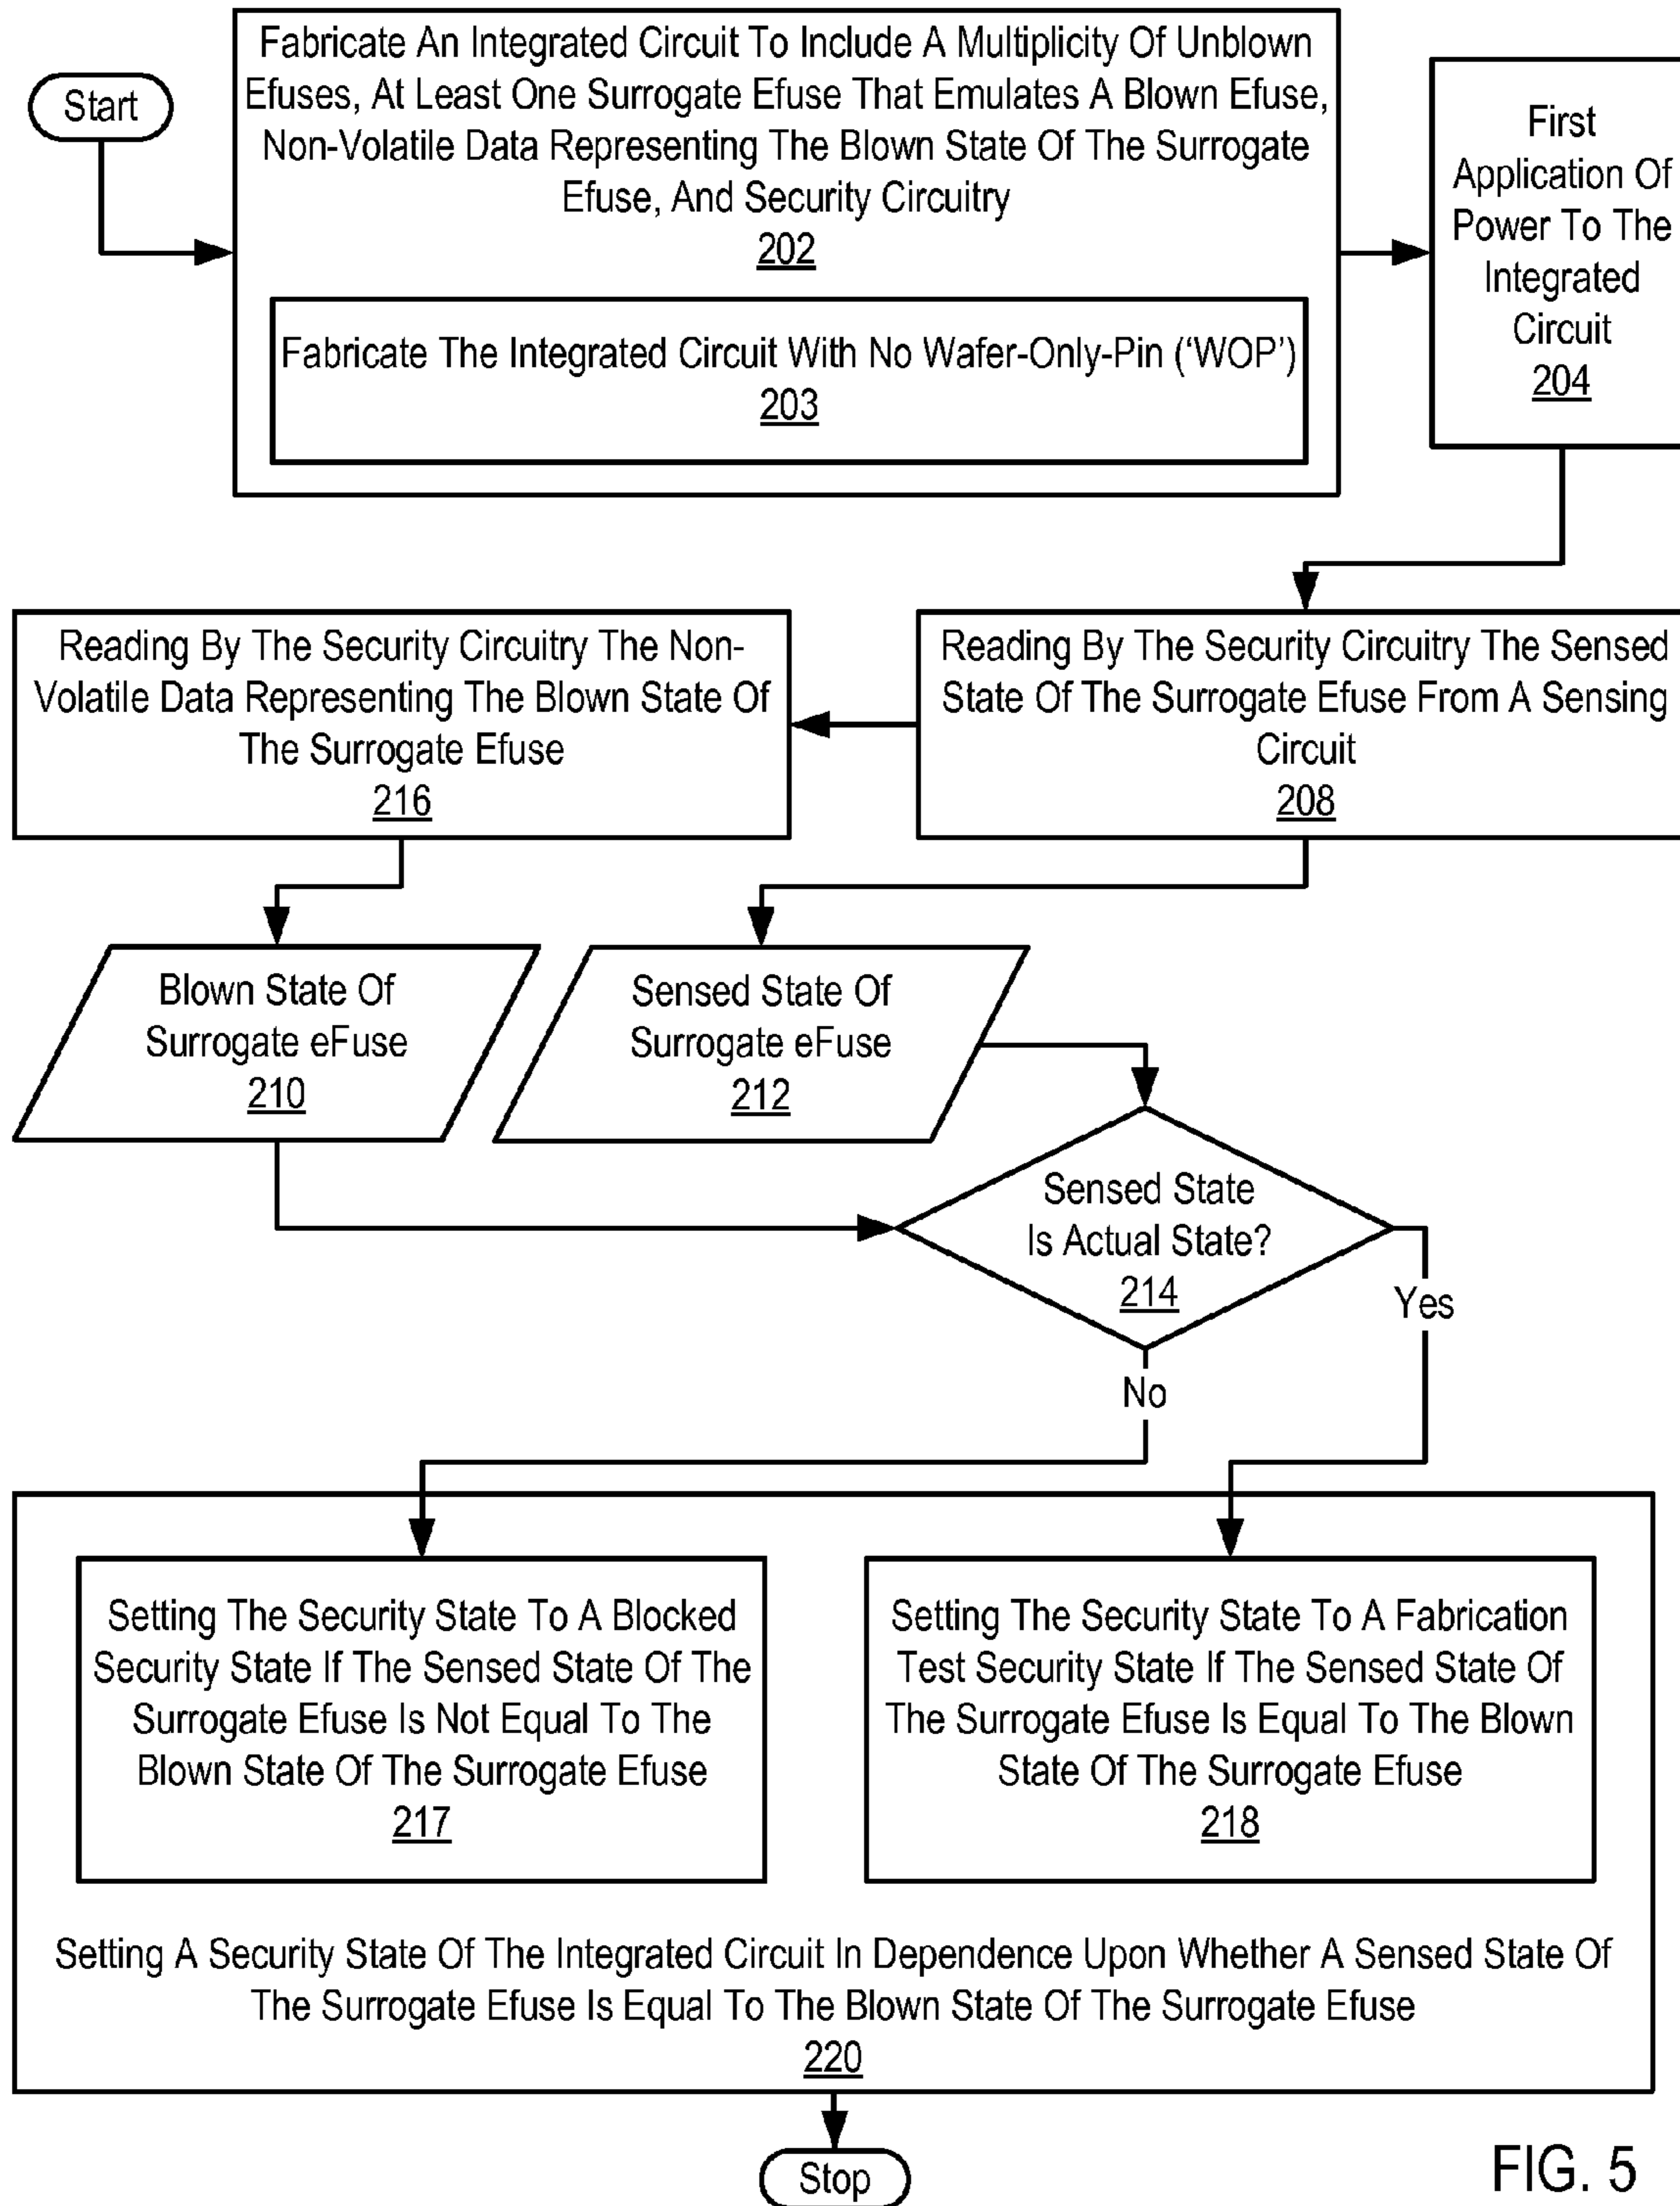 Start
Fabricate An Integrated Circuit To Include A Multiplicity Of Unblown
Efuses, At Least One Surrogate Efuse That Emulates A Blown Efuse,
Non-Volatile Data Representing The Blown State Of The Surrogate
Efuse, And Security Circuitry
202
Fabricate The Integrated Circuit With No Wafer-Only-Pin (‘WOP’)
203
First
Application Of
Power To The
Integrated
Circuit
204
Reading By The Security Circuitry The Sensed
State Of The Surrogate Efuse From A Sensing
Circuit
208
Reading By The Security Circuitry The Non-
Volatile Data Representing The Blown State Of
The Surrogate Efuse
216
Blown State Of
Surrogate eFuse
210
Sensed State Of
Surrogate eFuse
212
Sensed State
Is Actual State?
214
Yes
No
Setting The Security State To A Blocked
Security State If The Sensed State Of The
Surrogate Efuse Is Not Equal To The
Blown State Of The Surrogate Efuse
217
Setting The Security State To A Fabrication
Test Security State If The Sensed State Of
The Surrogate Efuse Is Equal To The Blown
State Of The Surrogate Efuse
218
Setting A Security State Of The Integrated Circuit In Dependence Upon Whether A Sensed State Of
The Surrogate Efuse Is Equal To The Blown State Of The Surrogate Efuse
220
Stop
FIG. 5